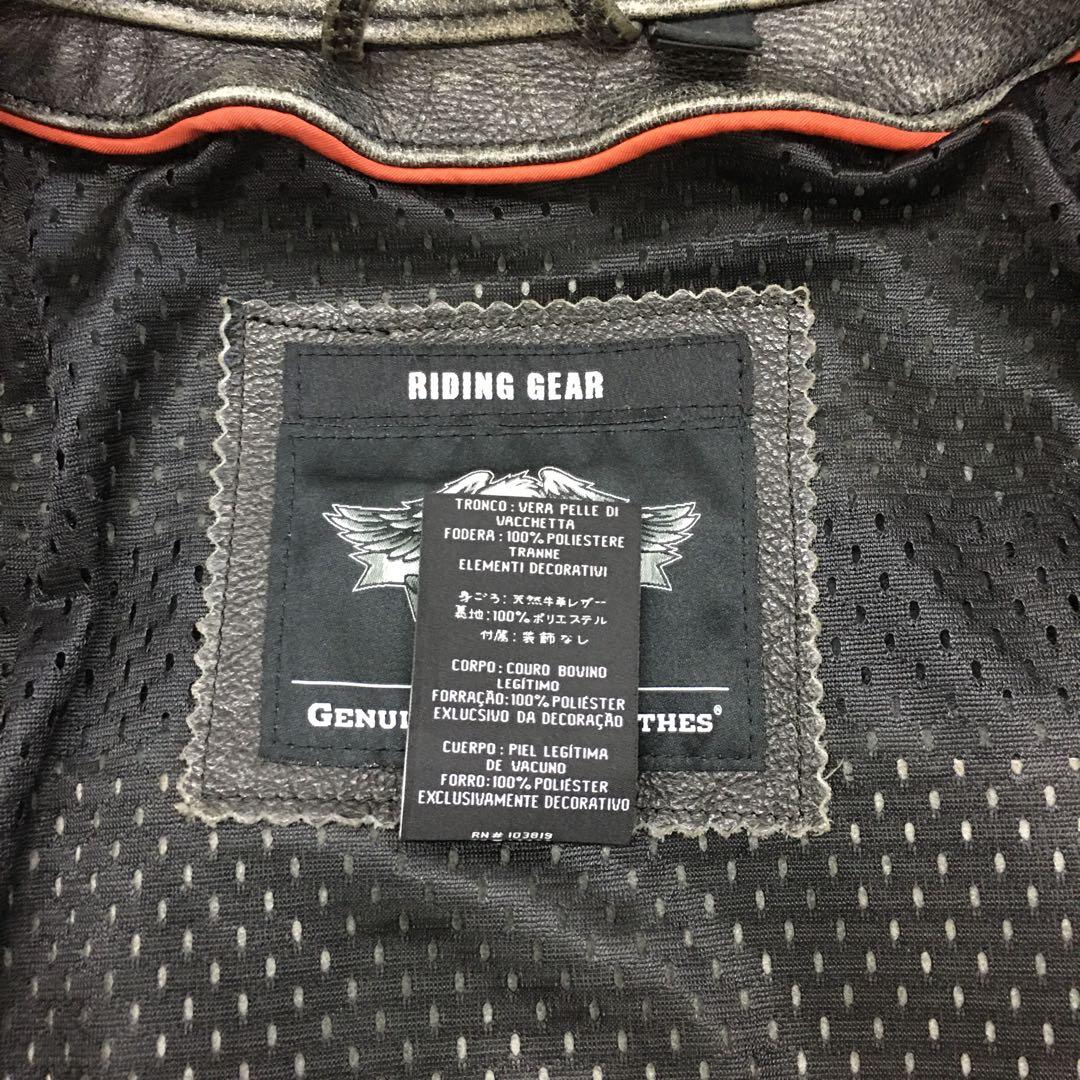 RIDING GEAR
TRONCO: VERA PELLE DI
VACCHETTA
FODERA: 100% POLIESTERE
TRANNE
ELEMENTI DECORATIVI
身ごろ: 天然牛革レザー
裏地: 100% ポリエステル
付属: 装飾なし
CORPO: COURO BOVINO
LEGÍTIMO
FORRAÇÃO: 100% POLIÉSTER
EXLUCSIVO DA DECORAÇÃO
CUERPO: PIEL LEGÍTIMA
DE VACUNO
FORRO: 100% POLIÉSTER
EXCLUSIVAMENTE DECORATIVO
RN# 103819